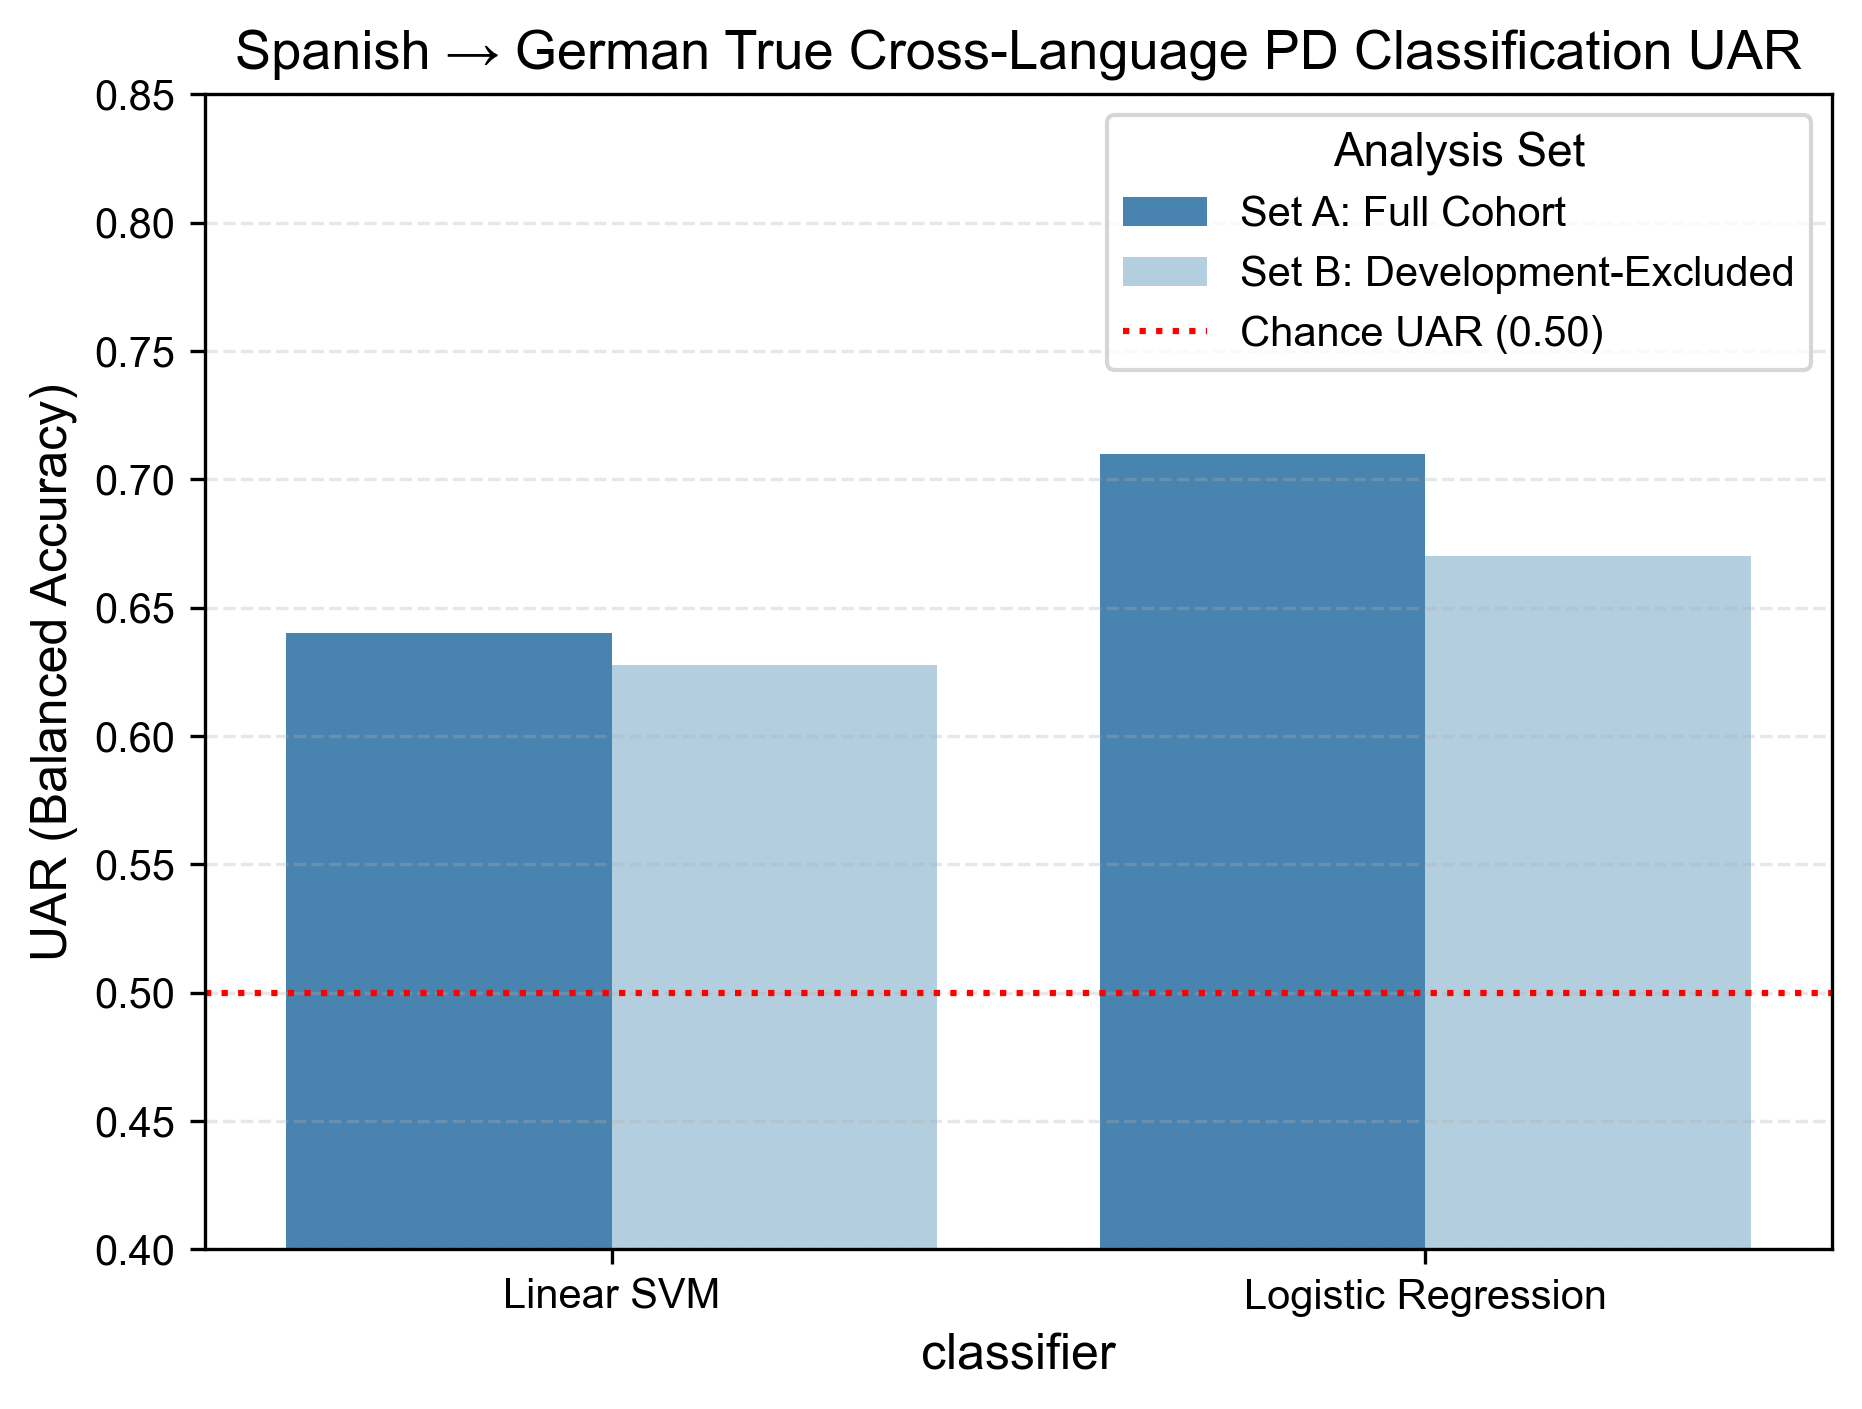 Spanish → German True Cross-Language PD Classification UAR
Analysis Set
Set A: Full Cohort
Set B: Development-Excluded
Chance UAR (0.50)
UAR (Balanced Accuracy)
0.85
0.80
0.75
0.70
0.65
0.60
0.55
0.50
0.45
0.40
Linear SVM
Logistic Regression
classifier